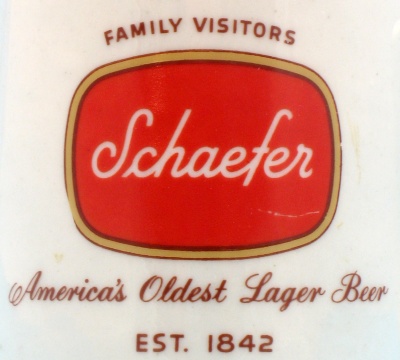 FAMILY VISITORS
Schaefer
America's Oldest Lager Beer
EST. 1842